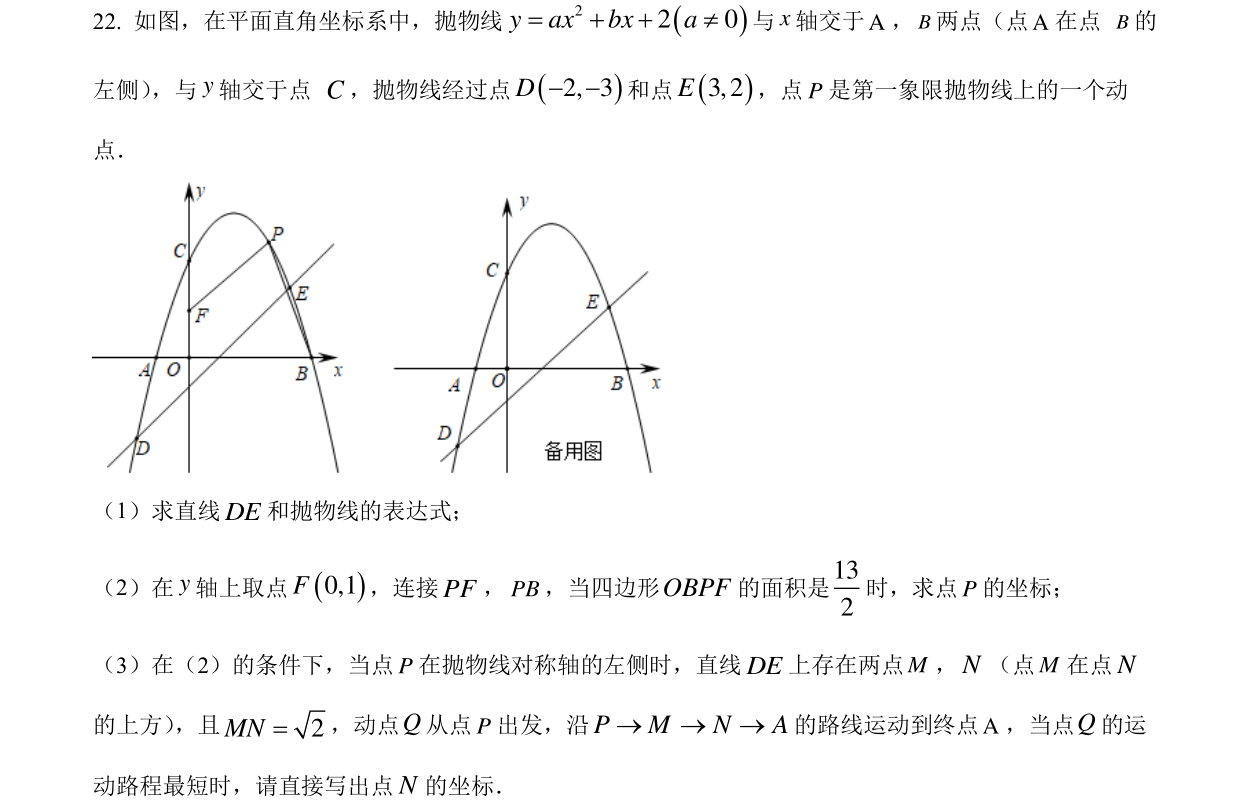 22. 如图，在平面直角坐标系中，抛物线 y = ax² + bx + 2(a ≠ 0) 与 x 轴交于 A，B 两点（点 A 在点 B 的
左侧），与 y 轴交于点 C，抛物线经过点 D(−2,−3) 和点 E(3,2)，点 P 是第一象限抛物线上的一个动
点．
y
C
P
E
F
A
O
B
x
D
y
C
E
A
O
B
x
D
备用图
（1）求直线 DE 和抛物线的表达式；
（2）在 y 轴上取点 F(0,1)，连接 PF，PB，当四边形 OBPF 的面积是 13/2 时，求点 P 的坐标；
（3）在（2）的条件下，当点 P 在抛物线对称轴的左侧时，直线 DE 上存在两点 M，N（点 M 在点 N
的上方），且 MN = √2，动点 Q 从点 P 出发，沿 P → M → N → A 的路线运动到终点 A，当点 Q 的运
动路程最短时，请直接写出点 N 的坐标．